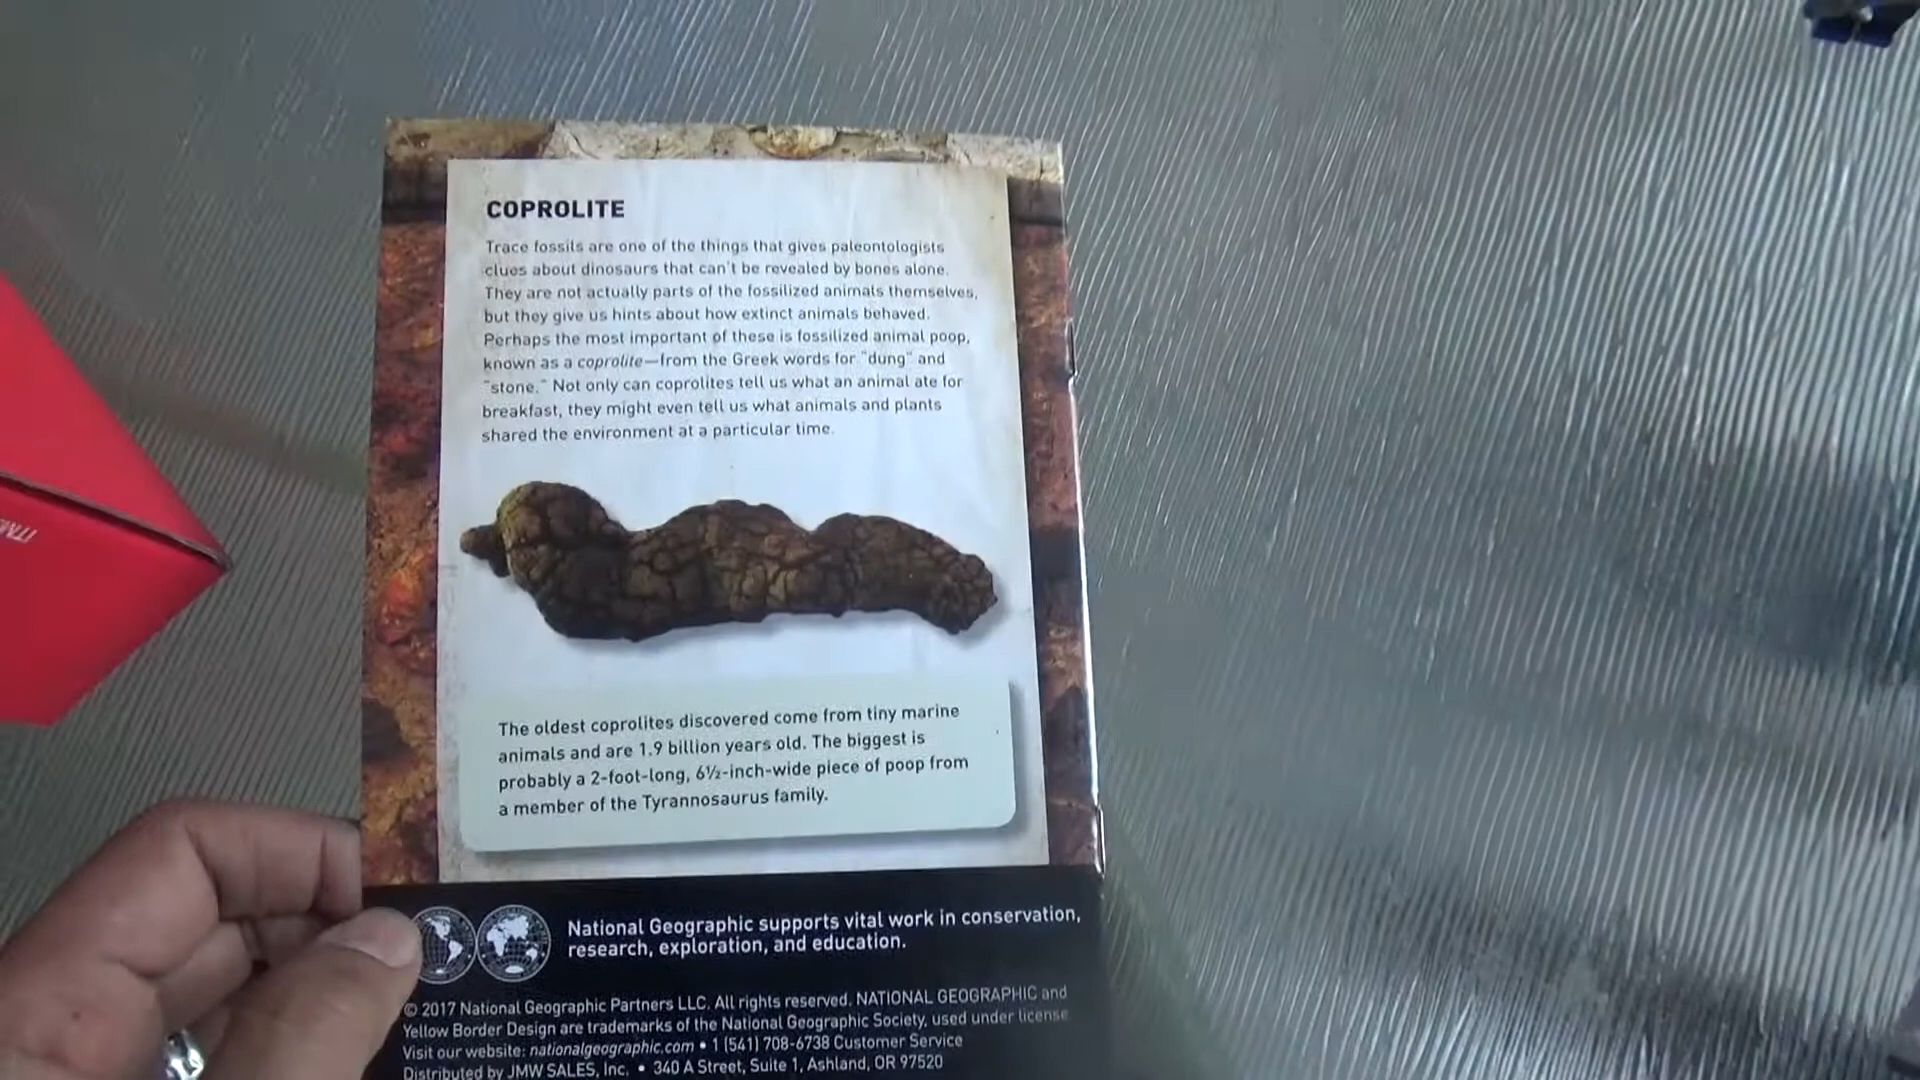 COPROLITE
Trace fossils are one of the things that gives paleontologists
clues about dinosaurs that can't be revealed by bones alone.
They are not actually parts of the fossilized animals themselves,
but they give us hints about how extinct animals behaved.
Perhaps the most important of these is fossilized animal poop,
known as a coprolite—from the Greek words for "dung" and
"stone." Not only can coprolites tell us what an animal ate for
breakfast, they might even tell us what animals and plants
shared the environment at a particular time.
The oldest coprolites discovered come from tiny marine
animals and are 1.9 billion years old. The biggest is
probably a 2-foot-long, 6½-inch-wide piece of poop from
a member of the Tyrannosaurus family.
National Geographic supports vital work in conservation,
research, exploration, and education.
© 2017 National Geographic Partners LLC. All rights reserved. NATIONAL GEOGRAPHIC and
Yellow Border Design are trademarks of the National Geographic Society, used under license
Visit our website: nationalgeographic.com • 1 (541) 708-6738 Customer Service
Distributed by JMW SALES, Inc. • 340 A Street, Suite 1, Ashland, OR 97520